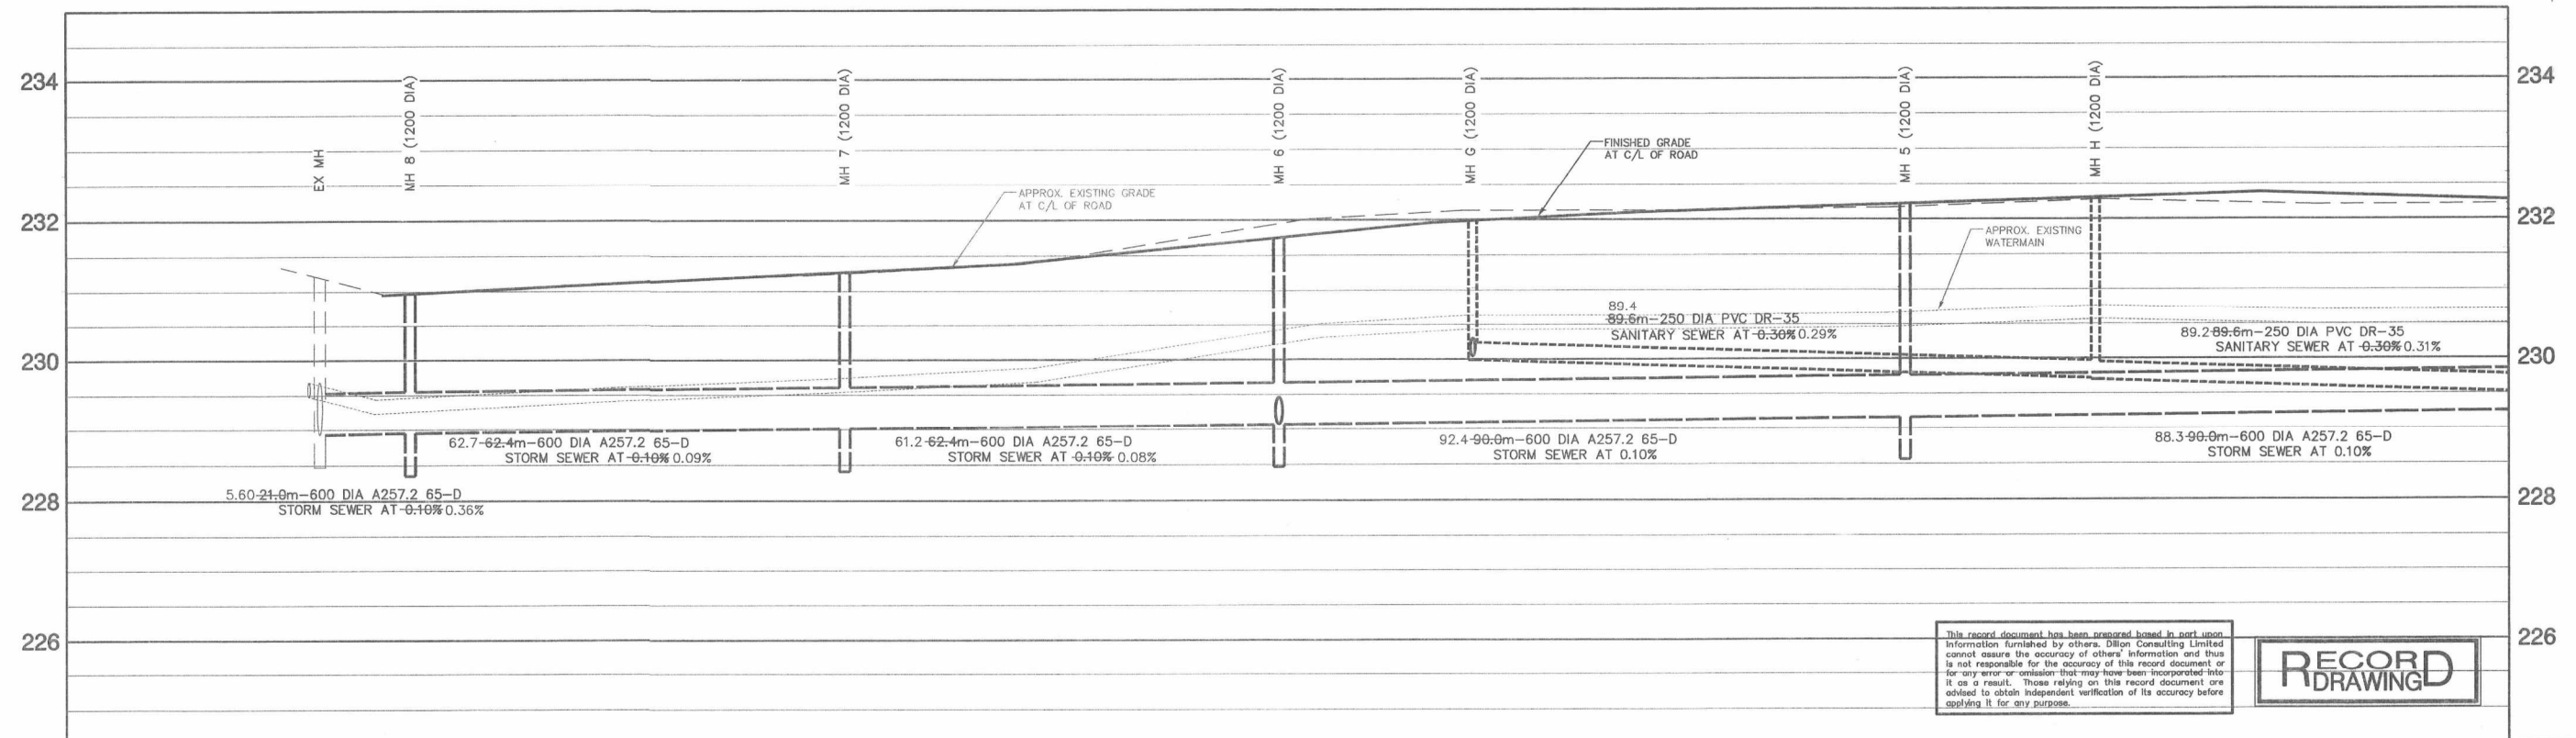 234
232
230
228
226
EX MH
MH 8 (1200 DIA)
MH 7 (1200 DIA)
MH 6 (1200 DIA)
MH G (1200 DIA)
MH 5 (1200 DIA)
MH H (1200 DIA)
234
232
230
228
226
FINISHED GRADE
AT C/L OF ROAD
APPROX. EXISTING GRADE
AT C/L OF ROAD
APPROX. EXISTING
WATERMAIN
89.4
89.6m-250 DIA PVC DR-35
SANITARY SEWER AT 0.30% 0.29%
89.2 89.6m-250 DIA PVC DR-35
SANITARY SEWER AT 0.30% 0.31%
62.7 62.4m-600 DIA A257.2 65-D
STORM SEWER AT 0.10% 0.09%
61.2 62.4m-600 DIA A257.2 65-D
STORM SEWER AT 0.10% 0.08%
92.4 90.0m-600 DIA A257.2 65-D
STORM SEWER AT 0.10%
88.3 90.0m-600 DIA A257.2 65-D
STORM SEWER AT 0.10%
5.60 21.0m-600 DIA A257.2 65-D
STORM SEWER AT 0.10% 0.36%
This record document has been prepared based in part upon
information furnished by others. Dillon Consulting Limited
cannot assure the accuracy of others' information and thus
is not responsible for the accuracy of this record document or
for any error or omission that may have been incorporated into
it as a result. Those relying on this record document are
advised to obtain independent verification of its accuracy before
applying it for any purpose.
RECORD
DRAWING